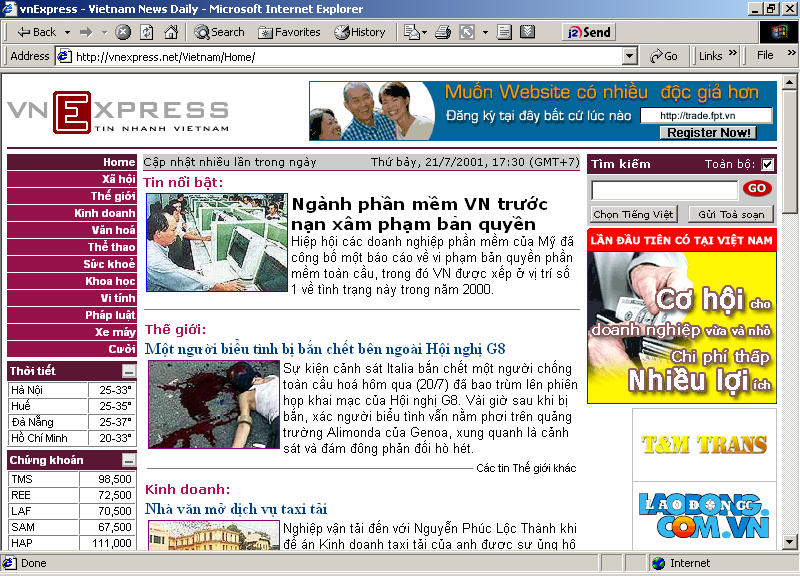 vnExpress - Vietnam News Daily - Microsoft Internet Explorer
Back Search Favorites History Send
Address http://vnexpress.net/Vietnam/Home/ Go Links » File »
VNEXPRESS
TIN NHANH VIETNAM
Muốn Website có nhiều độc giả hơn
Đăng ký tại đây bất cứ lúc nào http://trade.fpt.vn
Register Now!
Home
Xã hội
Thế giới
Kinh doanh
Văn hoá
Thể thao
Sức khoẻ
Khoa học
Vi tính
Pháp luật
Xe máy
Cười
Thời tiết
Hà Nội 25-33°
Huế 25-35°
Đà Nẵng 25-37°
Hồ Chí Minh 20-33°
Chứng khoán
TMS 98,500
REE 72,500
LAF 70,500
SAM 67,500
HAP 111,000
Cập nhật nhiều lần trong ngày Thứ bảy, 21/7/2001, 17:30 (GMT+7)
Tin nổi bật:
Ngành phần mềm VN trước
nạn xâm phạm bản quyền
Hiệp hội các doanh nghiệp phần mềm của Mỹ đã
công bố một báo cáo về vi phạm bản quyền phần
mềm toàn cầu, trong đó VN được xếp ở vị trí số
1 về tình trạng này trong năm 2000.
Thế giới:
Một người biểu tình bị bắn chết bên ngoài Hội nghị G8
Sự kiện cảnh sát Italia bắn chết một người chống
toàn cầu hoá hôm qua (20/7) đã bao trùm lên phiên
họp khai mạc của Hội nghị G8. Vài giờ sau khi bị
bắn, xác người biểu tình vẫn nằm phơi trên quảng
trường Alimonda của Genoa, xung quanh là cảnh
sát và đám đông phản đối hò hét.
Các tin Thế giới khác
Kinh doanh:
Nhà văn mở dịch vụ taxi tải
Nghiệp vận tải đến với Nguyễn Phúc Lộc Thành khi
đề án Kinh doanh taxi tải của anh được sự ủng hộ
Tìm kiếm Toàn bộ:
GO
Chọn Tiếng Việt Gửi Toà soạn
LẦN ĐẦU TIÊN CÓ TẠI VIỆT NAM
Cơ hội cho
doanh nghiệp vừa và nhỏ
Chi phí thấp
Nhiều lợi ích
T&M TRANS
LAODONG
COM.VN
Done Internet